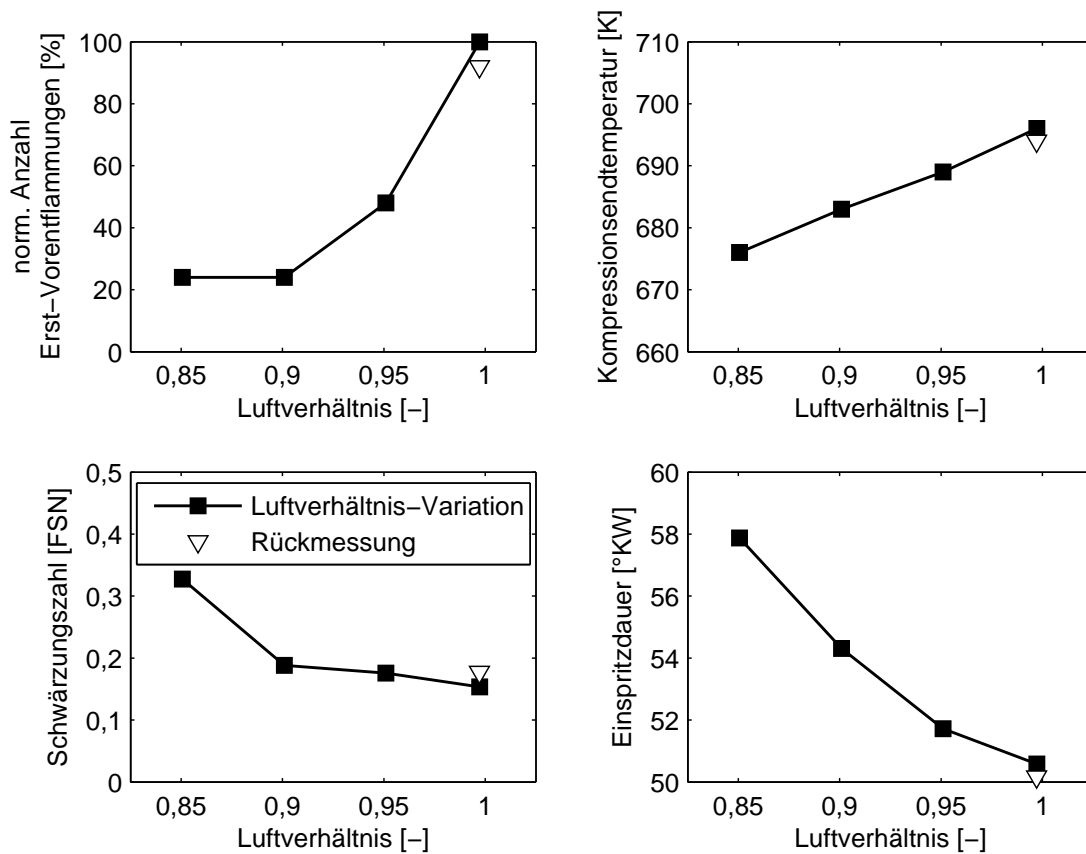 norm. Anzahl
Erst−Vorentflammungen [%]
100
80
60
40
20
0
0,85 0,9 0,95 1
Luftverhältnis [−]
Kompressionsendtemperatur [K]
710
700
690
680
670
660
0,85 0,9 0,95 1
Luftverhältnis [−]
Schwärzungszahl [FSN]
0,5
0,4
0,3
0,2
0,1
0
Luftverhältnis−Variation
Rückmessung
0,85 0,9 0,95 1
Luftverhältnis [−]
Einspritzdauer [°KW]
60
58
56
54
52
50
0,85 0,9 0,95 1
Luftverhältnis [−]